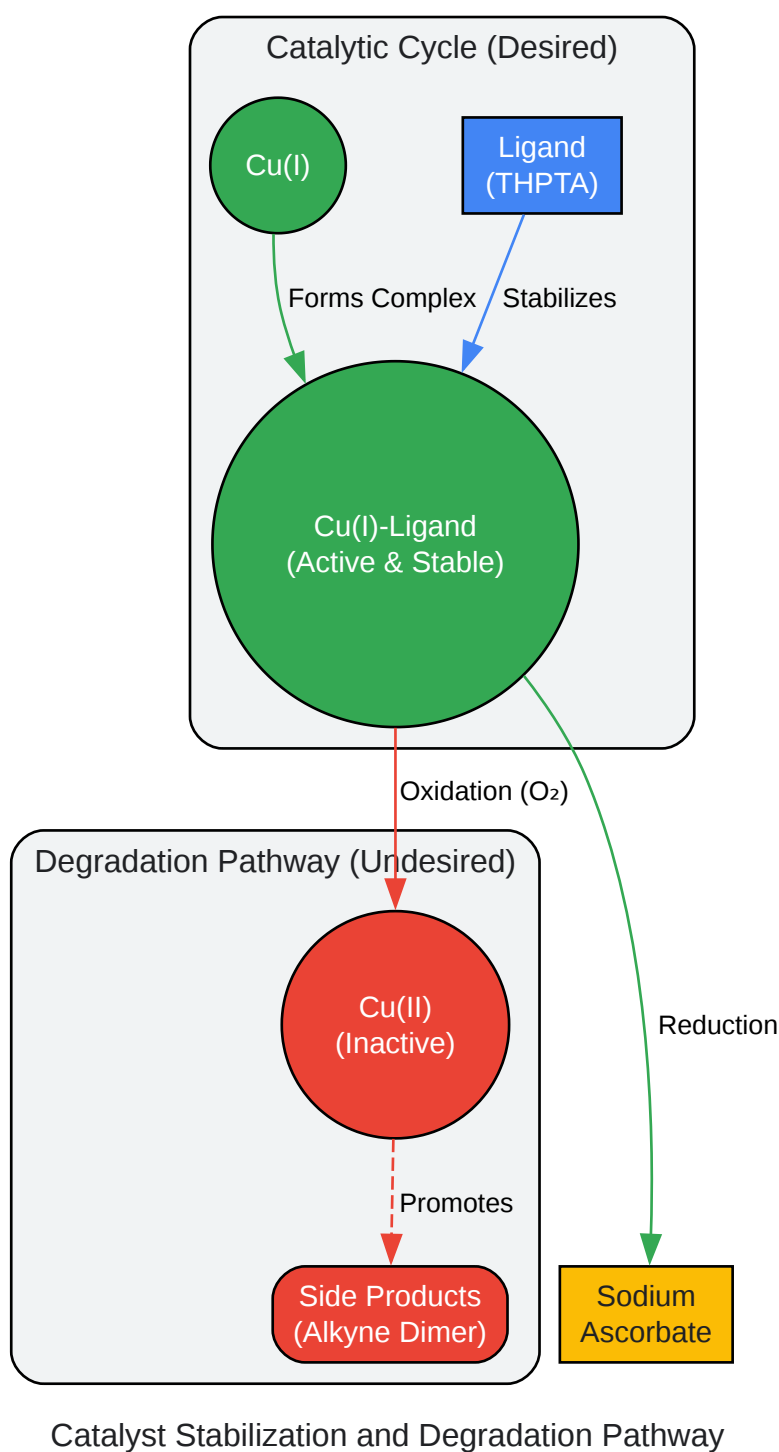 Catalytic Cycle (Desired)
Cu(I)
Ligand
(THPTA)
Forms Complex
Stabilizes
Cu(I)-Ligand
(Active & Stable)
Oxidation (O₂)
Degradation Pathway (Undesired)
Cu(II)
(Inactive)
Reduction
Promotes
Side Products
(Alkyne Dimer)
Sodium
Ascorbate
Catalyst Stabilization and Degradation Pathway